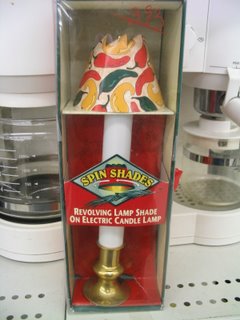 SPIN SHADES
REVOLVING LAMP SHADE
ON ELECTRIC CANDLE LAMP